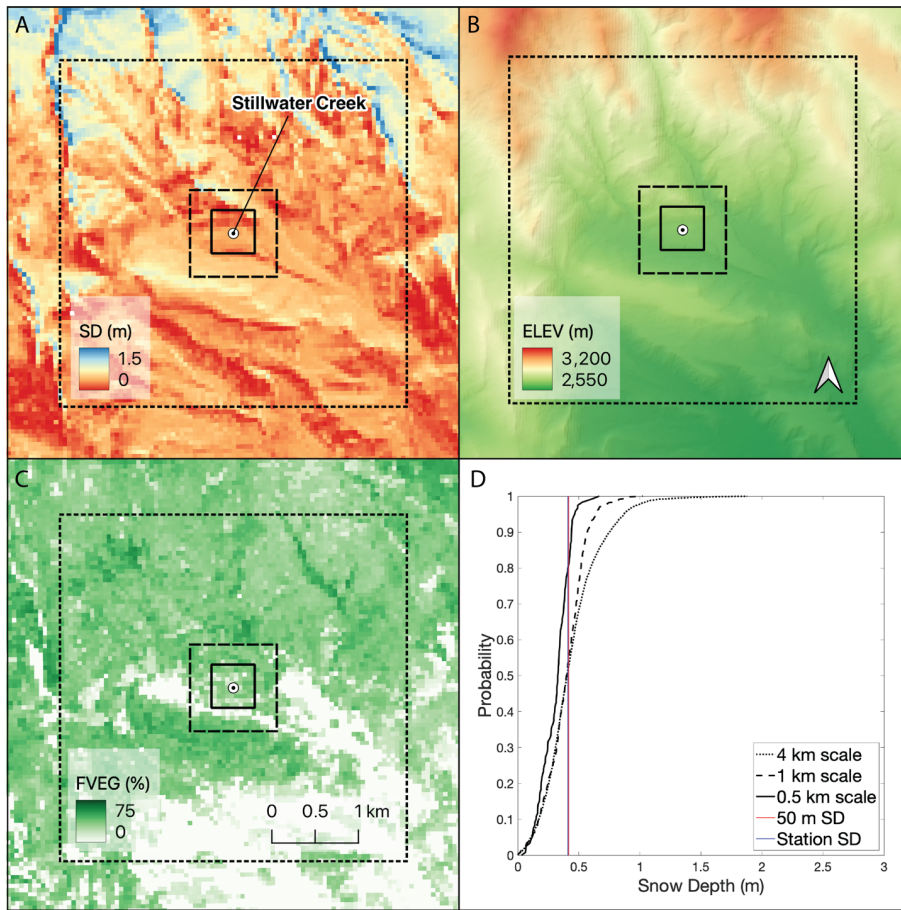 A
Stillwater Creek
SD (m)
1.5
0
B
ELEV (m)
3,200
2,550
C
FVEG (%)
75
0
0 0.5 1 km
D
1
0.9
0.8
0.7
0.6
0.5
0.4
0.3
0.2
0.1
0
Probability
4 km scale
1 km scale
0.5 km scale
50 m SD
Station SD
0 0.5 1 1.5 2 2.5 3
Snow Depth (m)